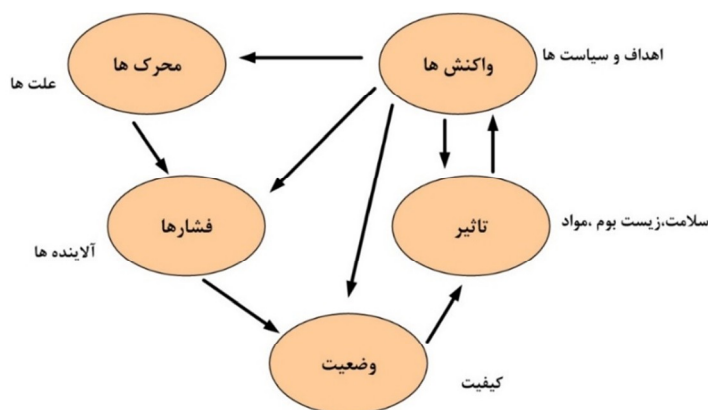 اهداف و سیاست ها
واکنش ها
محرک ها
علت ها
سلامت،زیست بوم ،مواد
تاثیر
فشارها
آلاینده ها
وضعیت
کیفیت